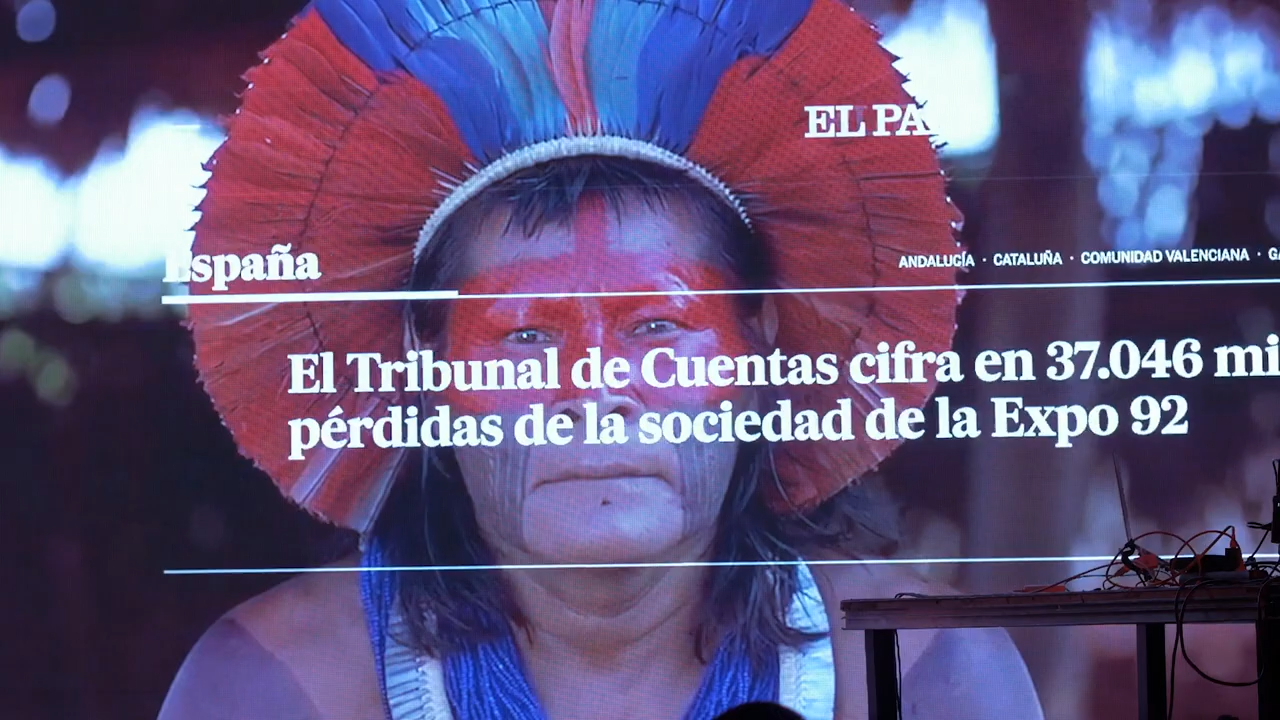 EL PA
España
ANDALUCÍA · CATALUÑA · COMUNIDAD VALENCIANA · GA
El Tribunal de Cuentas cifra en 37.046 mi
pérdidas de la sociedad de la Expo 92